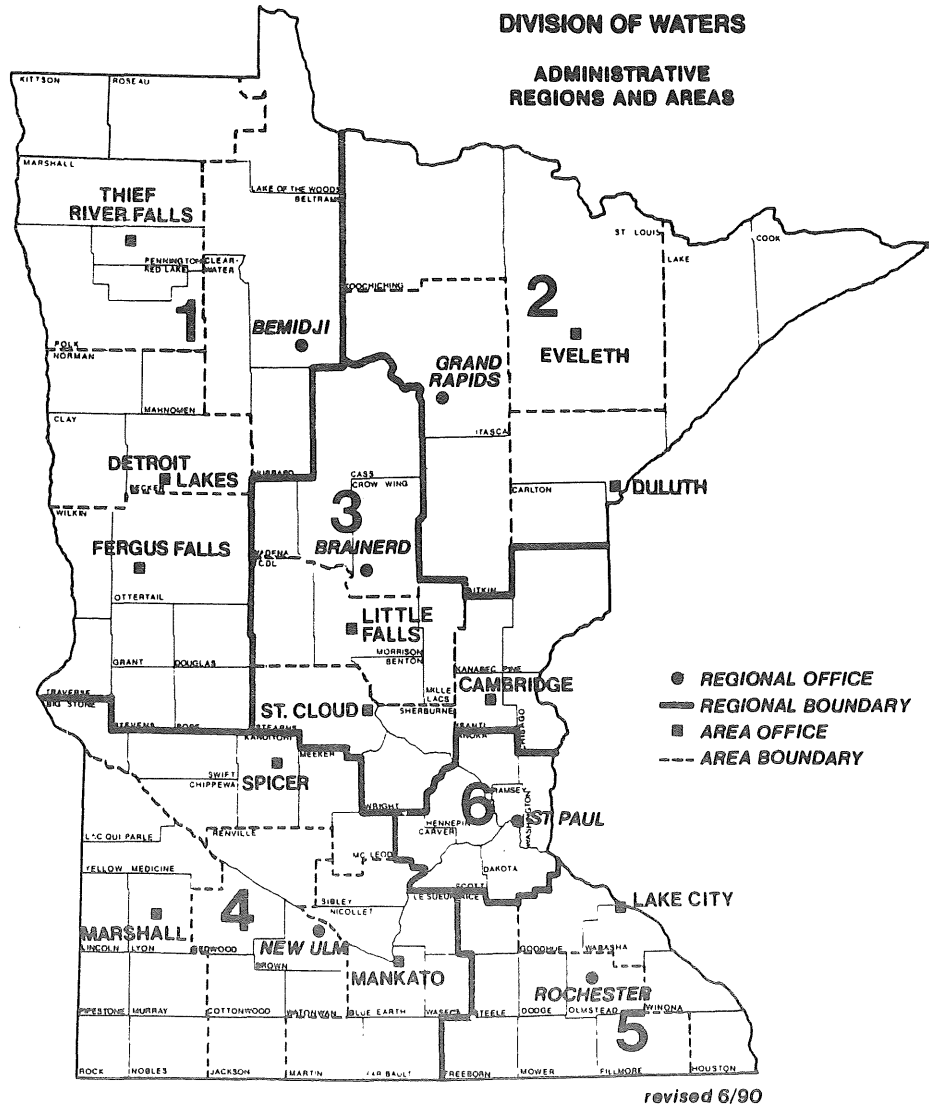 DIVISION OF WATERS
ADMINISTRATIVE
REGIONS AND AREAS
KITTSON
ROSEAU
MARSHALL
LAKE OF THE WOODS
BELTRAMI
THIEF
RIVER FALLS
PENNINGTON
CLEAR-
RED LAKE
WATER
ST LOUIS
LAKE
COOK
KOOCHICHING
1
2
BEMIDJI
EVELETH
POLK
NORMAN
GRAND
RAPIDS
MAHNOMEN
CLAY
ITASCA
DETROIT
LAKES
BECKER
HUBBARD
CASS
CROW WING
CARLTON
DULUTH
WILKIN
3
FERGUS FALLS
BRAINERD
WADENA
AITKIN
OTTERTAIL
LITTLE
FALLS
MORRISON
BENTON
GRANT
DOUGLAS
KANABEC
PINE
MILLE
LACS
CAMBRIDGE
REGIONAL OFFICE
REGIONAL BOUNDARY
AREA OFFICE
AREA BOUNDARY
TRAVERSE
BIG STONE
ST. CLOUD
SHERBURNE
ISANTI
ANOKA
CHISAGO
STEVENS
POPE
STEARNS
KANDIYOHI
MEEKER
SWIFT
CHIPPEWA
SPICER
WRIGHT
6
RAMSEY
WASHINGTON
HENNEPIN
CARVER
ST PAUL
LAC QUI PARLE
RENVILLE
MC LEOD
YELLOW MEDICINE
DAKOTA
SCOTT
4
SIBLEY
NICOLLET
LE SUEUR
RICE
LAKE CITY
MARSHALL
LINCOLN
LYON
REDWOOD
NEW ULM
BROWN
MANKATO
GOODHUE
WABASHA
ROCHESTER
PIPESTONE
MURRAY
COTTONWOOD
WATONWAN
BLUE EARTH
WASECA
STEELE
DODGE
OLMSTEAD
WINONA
5
ROCK
NOBLES
JACKSON
MARTIN
FREEBORN
MOWER
FILLMORE
HOUSTON
revised 6/90